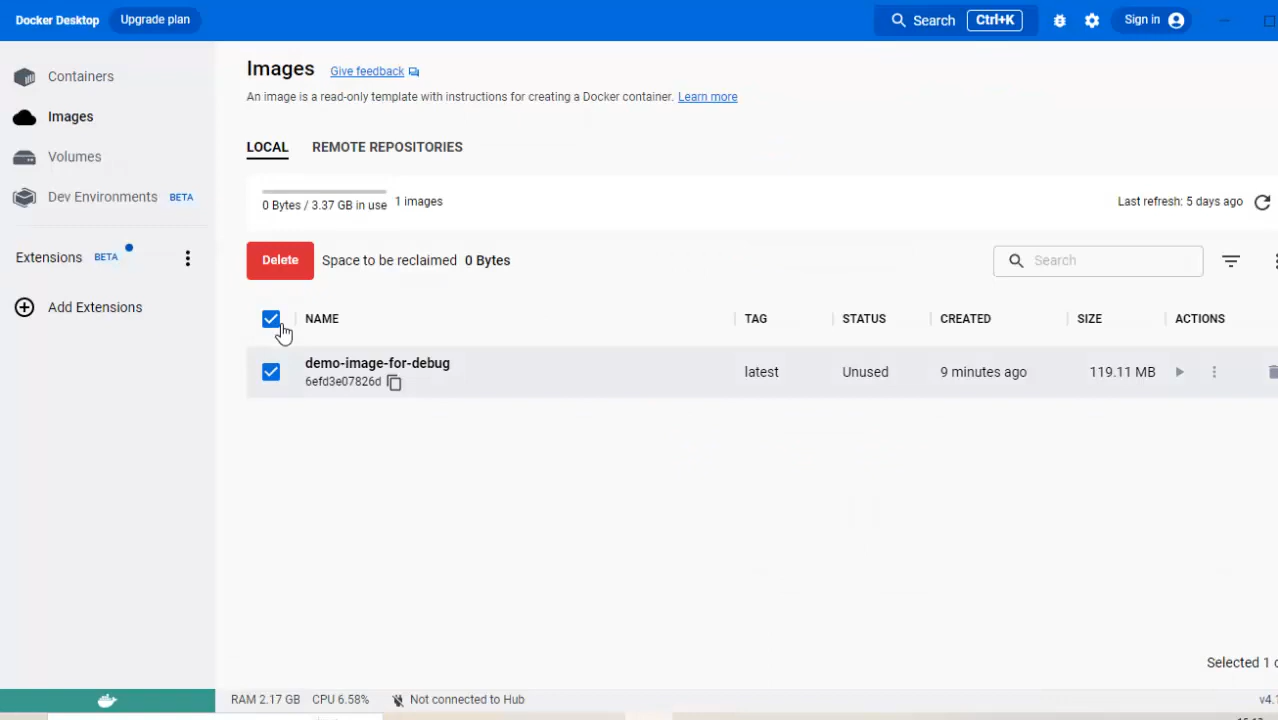 Docker Desktop Upgrade plan Search Ctrl+K Sign in
Containers
Images
Volumes
Dev Environments BETA
Extensions BETA
Add Extensions
Images Give feedback
An image is a read-only template with instructions for creating a Docker container. Learn more
LOCAL REMOTE REPOSITORIES
0 Bytes / 3.37 GB in use 1 images Last refresh: 5 days ago
Delete Space to be reclaimed 0 Bytes Search
NAME TAG STATUS CREATED SIZE ACTIONS
demo-image-for-debug latest Unused 9 minutes ago 119.11 MB
6efd3e07826d
Selected 1
RAM 2.17 GB CPU 6.58% Not connected to Hub